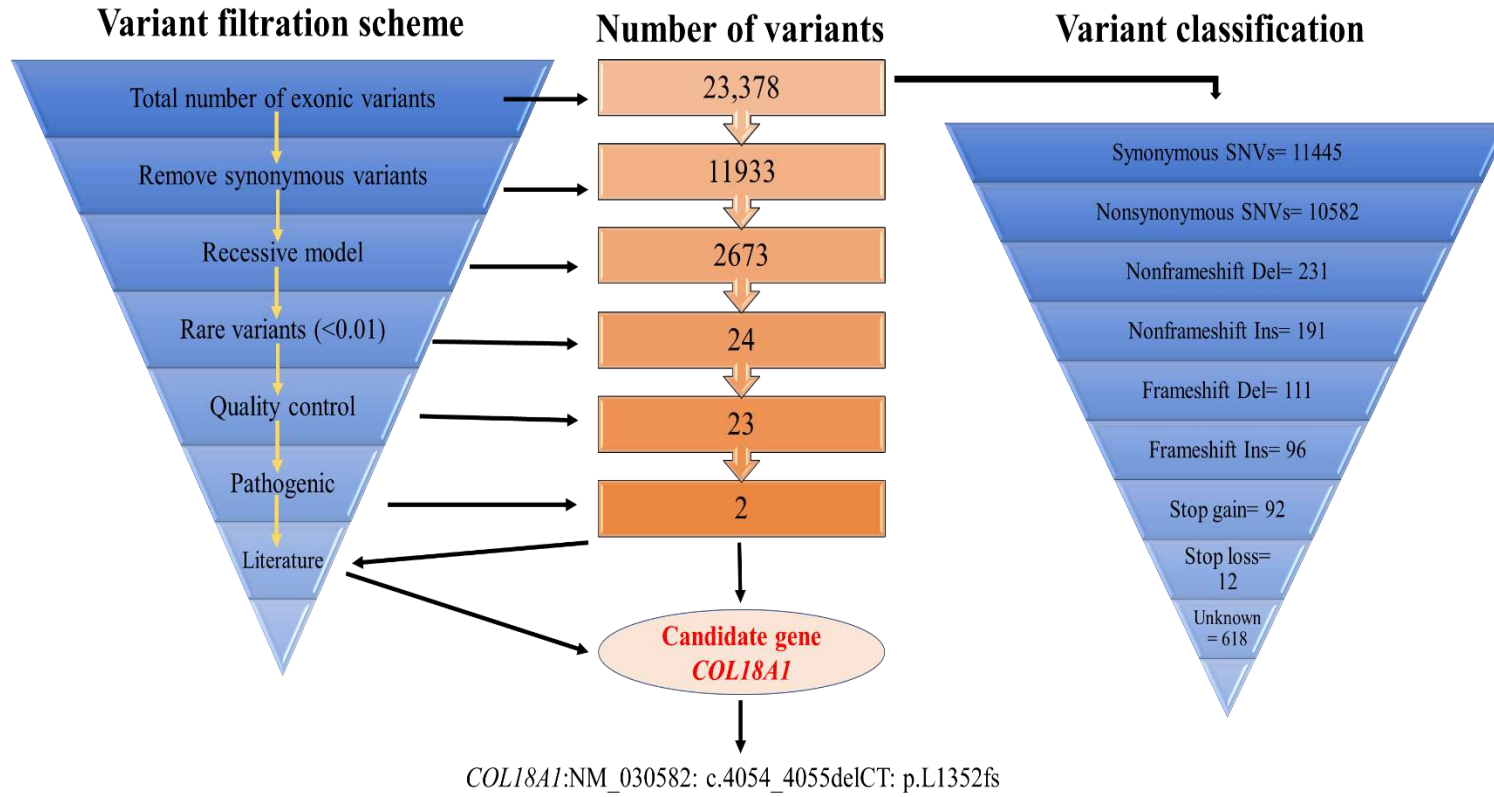 Variant filtration scheme
Total number of exonic variants
Remove synonymous variants
Recessive model
Rare variants (<0.01)
Quality control
Pathogenic
Literature
Number of variants
23,378
11933
2673
24
23
2
Candidate gene
COL18A1
COL18A1:NM_030582: c.4054_4055delCT: p.L1352fs
Variant classification
Synonymous SNVs= 11445
Nonsynonymous SNVs= 10582
Nonframeshift Del= 231
Nonframeshift Ins= 191
Frameshift Del= 111
Frameshift Ins= 96
Stop gain= 92
Stop loss=
12
Unknown
= 618